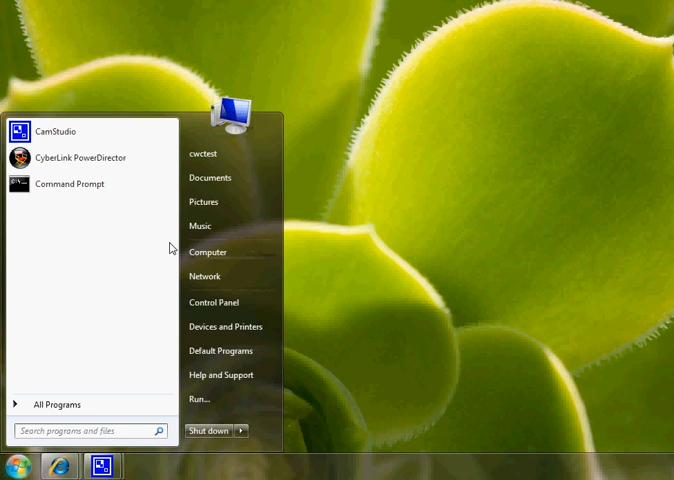 CamStudio
CyberLink PowerDirector
Command Prompt
All Programs
Search programs and files
cwctest
Documents
Pictures
Music
Computer
Network
Control Panel
Devices and Printers
Default Programs
Help and Support
Run...
Shut down